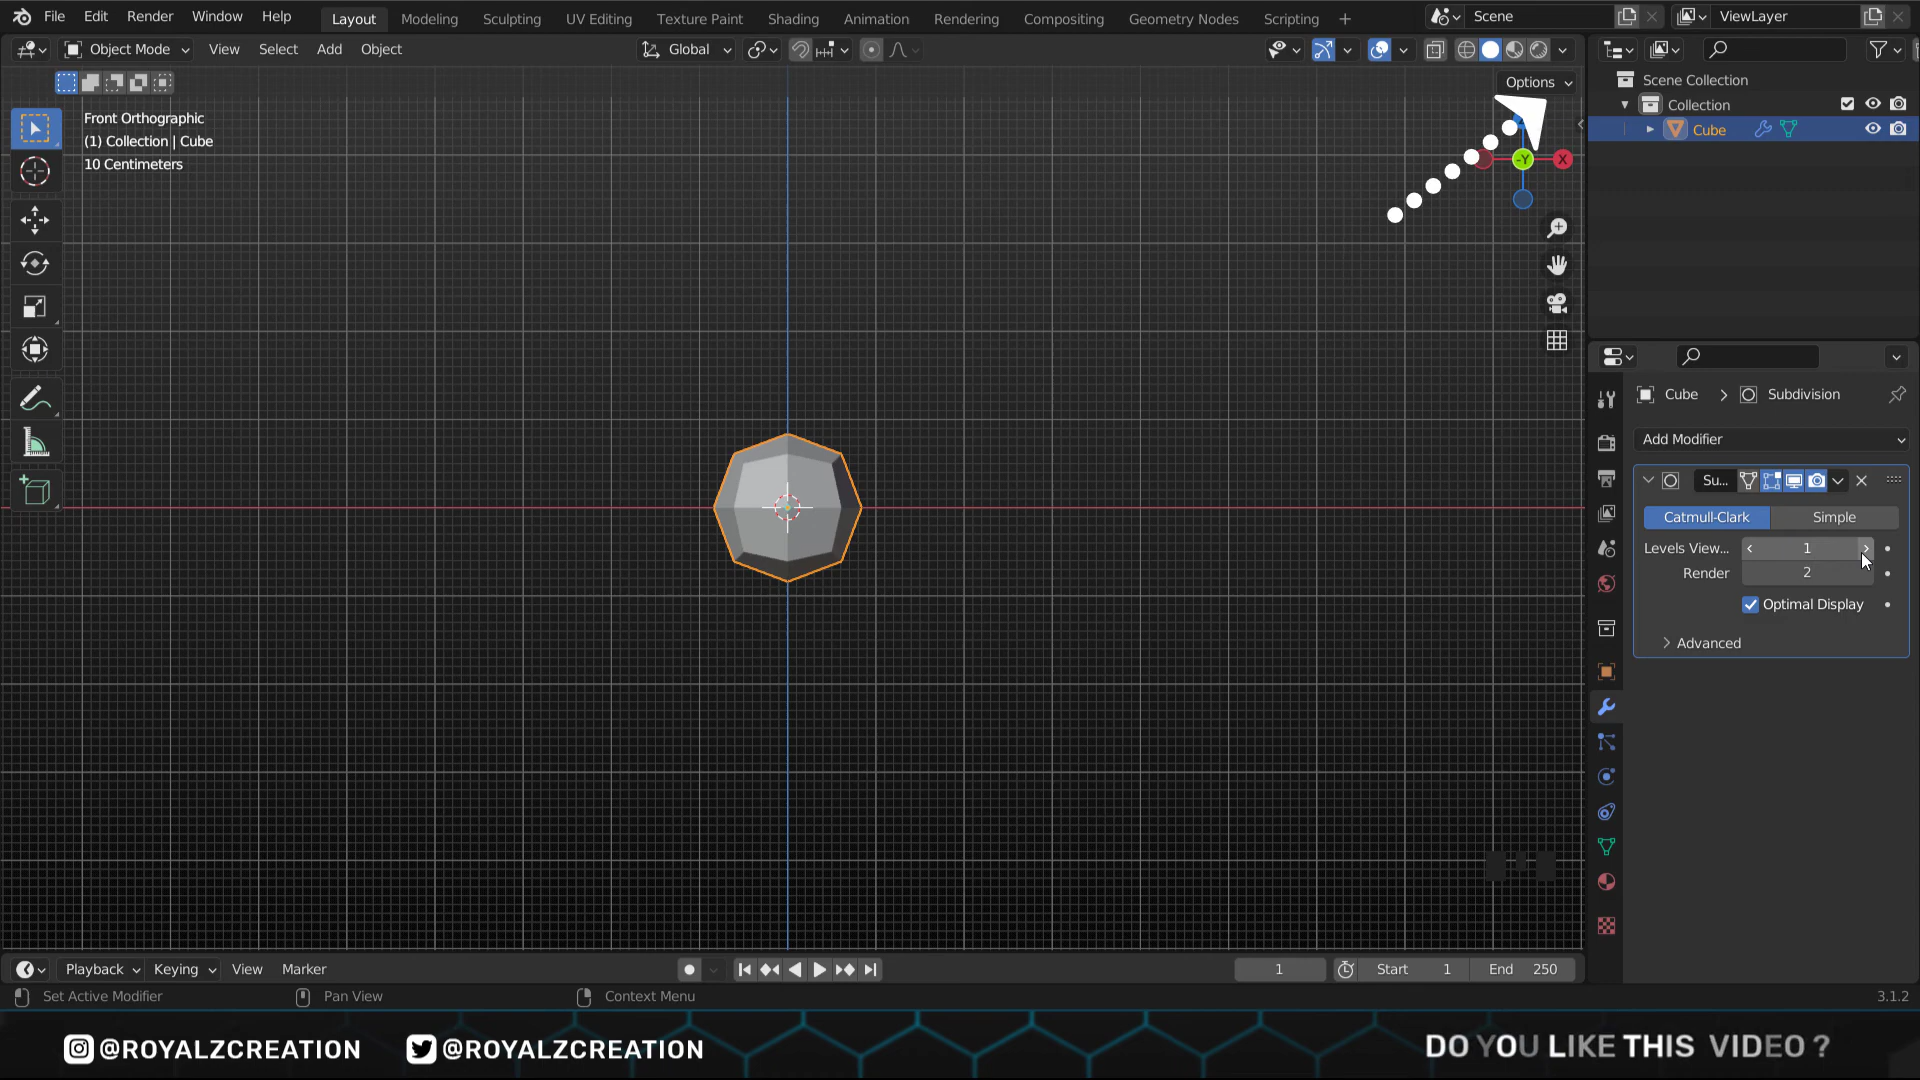 File Edit Render Window Help Layout Modeling Sculpting UV Editing Texture Paint Shading Animation Rendering Compositing Geometry Nodes Scripting + Scene ViewLayer
Object Mode View Select Add Object Global
Options
Front Orthographic
(1) Collection | Cube
10 Centimeters
-Y X
Scene Collection
Collection
Cube
Cube > Subdivision
Add Modifier
Su...
Catmull-Clark Simple
Levels View... 1
Render 2
Optimal Display
Advanced
Playback Keying View Marker 1 Start 1 End 250
Set Active Modifier Pan View Context Menu 3.1.2
@ROYALZCREATION @ROYALZCREATION DO YOU LIKE THIS VIDEO ?